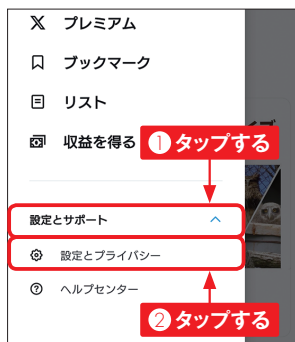 プレミアム
ブックマーク
リスト
収益を得る
①タップする
設定とサポート
設定とプライバシー
ヘルプセンター
②タップする